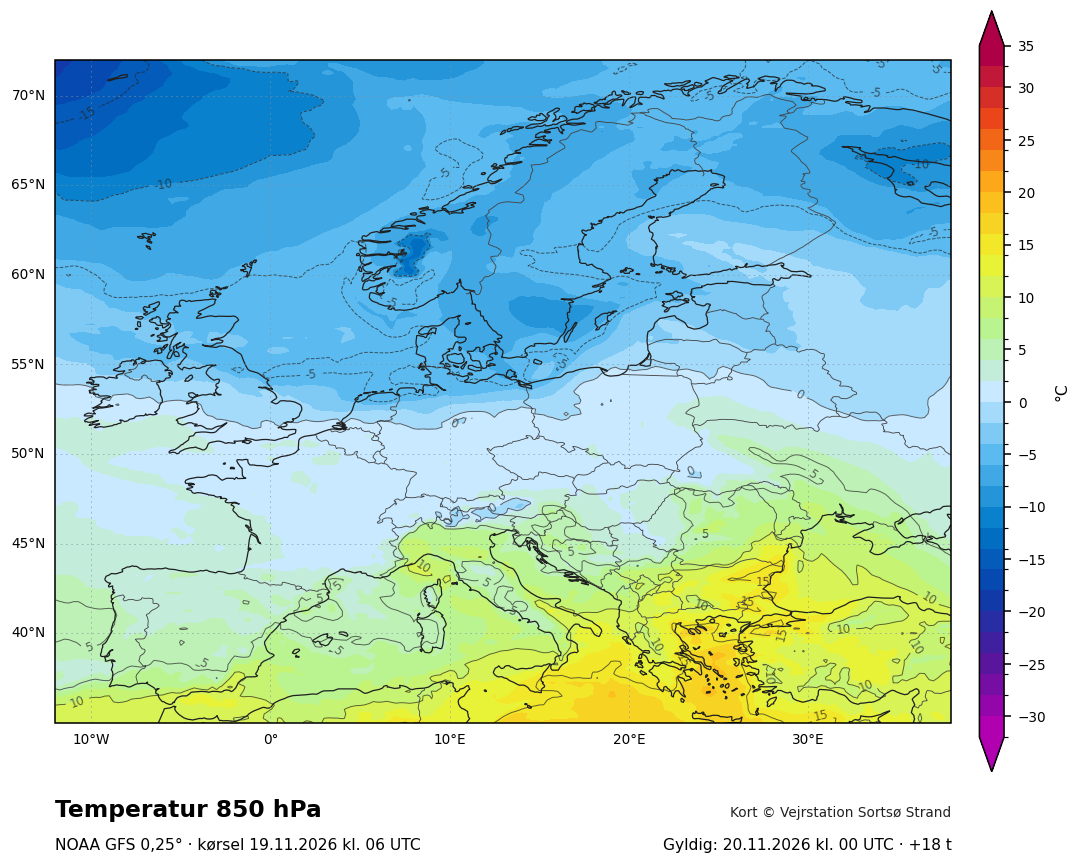 35
30
25
20
15
10
5
0
−5
−10
−15
−20
−25
−30
°C
70°N
65°N
60°N
55°N
50°N
45°N
40°N
10°W
0°
10°E
20°E
30°E
Temperatur 850 hPa
Kort © Vejrstation Sortsø Strand
NOAA GFS 0,25° · kørsel 19.11.2026 kl. 06 UTC
Gyldig: 20.11.2026 kl. 00 UTC · +18 t